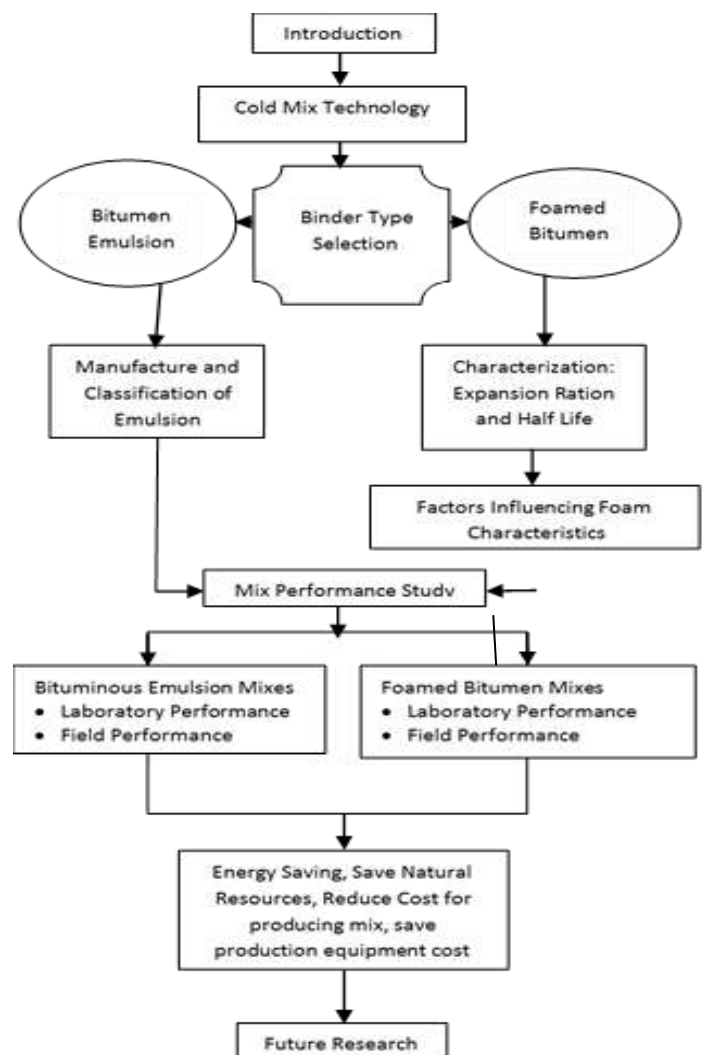 Introduction
Cold Mix Technology
Bitumen
Emulsion
Binder Type
Selection
Foamed
Bitumen
Manufacture and
Classification of
Emulsion
Characterization:
Expansion Ration
and Half Life
Factors Influencing Foam
Characteristics
Mix Performance Study
Bituminous Emulsion Mixes
• Laboratory Performance
• Field Performance
Foamed Bitumen Mixes
• Laboratory Performance
• Field Performance
Energy Saving, Save Natural
Resources, Reduce Cost for
producing mix, save
production equipment cost
Future Research